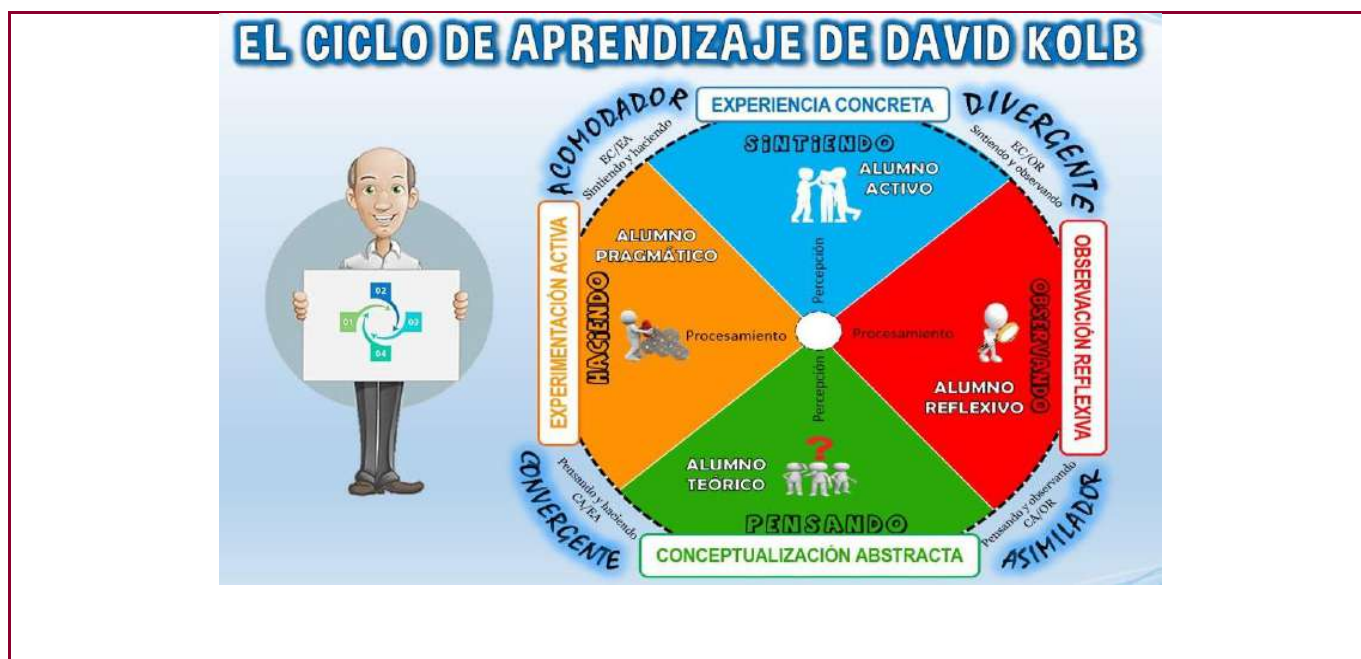 EL CICLO DE APRENDIZAJE DE DAVID KOLB
ACOMODADOR
EC/EA
Sintiendo y haciendo
EXPERIENCIA CONCRETA
DIVERGENTE
EC/OR
Sintiendo y observando
SINTIENDO
ALUMNO
ACTIVO
Percepción
EXPERIMENTACIÓN ACTIVA
HACIENDO
ALUMNO
PRAGMÁTICO
Procesamiento
Procesamiento
OBSERVANDO
ALUMNO
REFLEXIVO
OBSERVACIÓN REFLEXIVA
02
01
03
04
Percepción
?
ALUMNO
TEÓRICO
PENSANDO
CONVERGENTE
Pensando y haciendo
CA/EA
CONCEPTUALIZACIÓN ABSTRACTA
Pensando y observando
CA/OR
ASIMILADOR